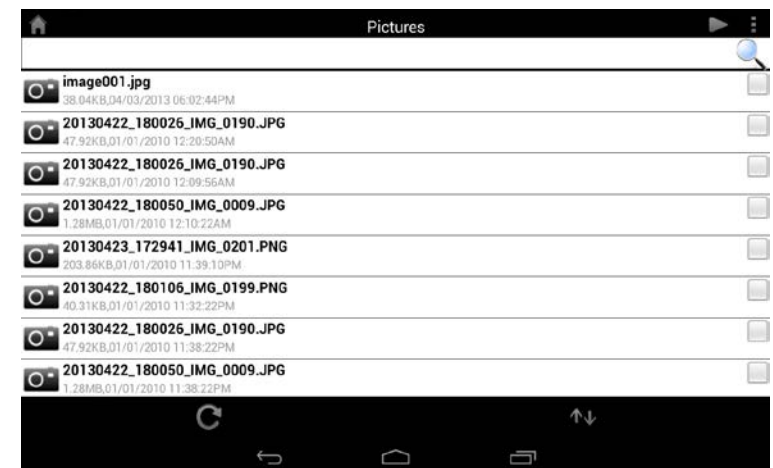 Pictures
image001.jpg
38.04KB,04/03/2013 06:02:44PM
20130422_180026_IMG_0190.JPG
47.92KB,01/01/2010 12:20:50AM
20130422_180026_IMG_0190.JPG
47.92KB,01/01/2010 12:09:56AM
20130422_180050_IMG_0009.JPG
1.28MB,01/01/2010 12:10:22AM
20130423_172941_IMG_0201.PNG
203.86KB,01/01/2010 11:39:10PM
20130422_180106_IMG_0199.PNG
40.31KB,01/01/2010 11:32:22PM
20130422_180026_IMG_0190.JPG
47.92KB,01/01/2010 11:38:22PM
20130422_180050_IMG_0009.JPG
1.28MB,01/01/2010 11:38:22PM